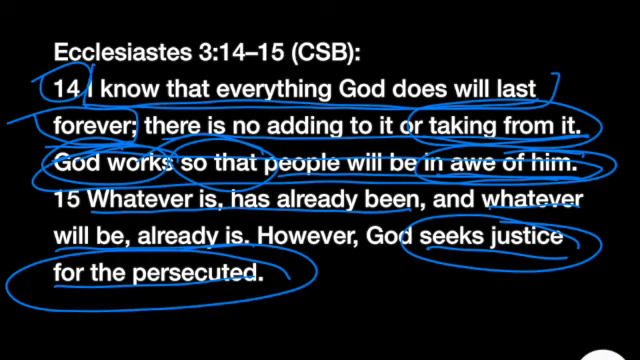 Ecclesiastes 3:14–15 (CSB):
14 I know that everything God does will last
forever; there is no adding to it or taking from it.
God works so that people will be in awe of him.
15 Whatever is, has already been, and whatever
will be, already is. However, God seeks justice
for the persecuted.